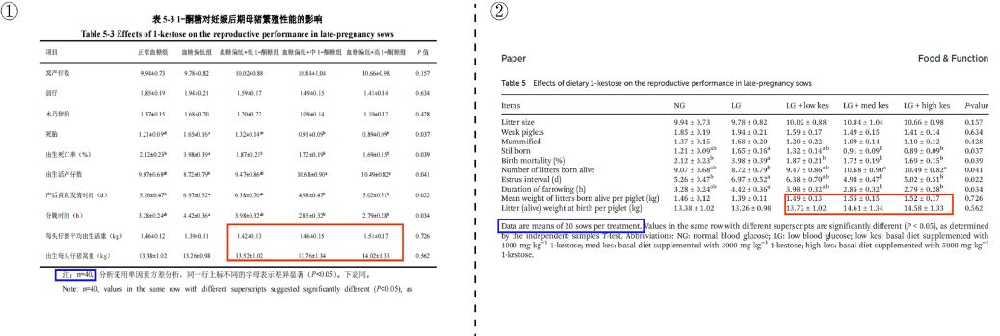 ①
表 5-3 1-酮糖对妊娠后期母猪繁殖性能的影响
Table 5-3 Effects of 1-kestose on the reproductive performance in late-pregnancy sows
项目 正常血糖组 血糖偏低组 血糖偏低+低 1-酮糖组 血糖偏低+中 1-酮糖组 血糖偏低+高 1-酮糖组 P 值
窝产仔数 9.94±0.73 9.78±0.82 10.02±0.88 10.84±1.04 10.66±0.98 0.157
弱仔 1.85±0.19 1.94±0.21 1.59±0.17 1.49±0.15 1.41±0.14 0.634
木乃伊胎 1.37±0.15 1.68±0.20 1.20±0.22 1.09±0.14 1.10±0.12 0.428
死胎 1.21±0.09ab 1.65±0.16a 1.32±0.14ab 0.91±0.09b 0.89±0.09b 0.037
出生死亡率（%） 2.12±0.23b 3.98±0.39a 1.87±0.21b 1.72±0.19b 1.69±0.15b 0.039
出生活产仔数 9.07±0.68ab 8.72±0.79b 9.47±0.86ab 10.68±0.90a 10.49±0.82a 0.041
产后首次发情时间（d） 5.26±0.47b 6.97±0.52a 6.38±0.70ab 4.98±0.47b 5.02±0.51b 0.022
分娩时间（h） 3.28±0.24ab 4.42±0.36a 3.98±0.32ab 2.85±0.32b 2.79±0.28b 0.034
每头仔猪平均出生活重（kg） 1.46±0.12 1.39±0.11 1.42±0.13 1.46±0.15 1.51±0.17 0.726
出生每头仔猪窝重（kg） 13.38±1.02 13.26±0.98 13.52±1.02 13.76±1.34 14.02±1.33 0.562
注：n=40，分析采用单因素方差分析，同一行上标不同的字母表示差异显著（P<0.05）。下表同。
Note: n=40, values in the same row with different superscripts suggested significantly different (P<0.05), as
②
Paper Food & Function
Table 5 Effects of dietary 1-kestose on the reproductive performance in late-pregnancy sows
Items NG LG LG + low kes LG + med kes LG + high kes P-value
Litter size 9.94 ± 0.73 9.78 ± 0.82 10.02 ± 0.88 10.84 ± 1.04 10.66 ± 0.98 0.157
Weak piglets 1.85 ± 0.19 1.94 ± 0.21 1.59 ± 0.17 1.49 ± 0.15 1.41 ± 0.14 0.634
Mummified 1.37 ± 0.15 1.68 ± 0.20 1.20 ± 0.22 1.09 ± 0.14 1.10 ± 0.12 0.428
Stillborn 1.21 ± 0.09ab 1.65 ± 0.16a 1.32 ± 0.14ab 0.91 ± 0.09b 0.89 ± 0.09b 0.037
Birth mortality (%) 2.12 ± 0.23b 3.98 ± 0.39a 1.87 ± 0.21b 1.72 ± 0.19b 1.69 ± 0.15b 0.039
Number of litters born alive 9.07 ± 0.68ab 8.72 ± 0.79b 9.47 ± 0.86ab 10.68 ± 0.90a 10.49 ± 0.82a 0.041
Estrus interval (d) 5.26 ± 0.47b 6.97 ± 0.52a 6.38 ± 0.70ab 4.98 ± 0.47b 5.02 ± 0.51b 0.022
Duration of farrowing (h) 3.28 ± 0.24ab 4.42 ± 0.36a 3.98 ± 0.32ab 2.85 ± 0.32b 2.79 ± 0.28b 0.034
Mean weight of litters born alive per piglet (kg) 1.46 ± 0.12 1.39 ± 0.11 1.49 ± 0.13 1.55 ± 0.15 1.52 ± 0.17 0.726
Litter (alive) weight at birth per piglet (kg) 13.38 ± 1.02 13.26 ± 0.98 13.72 ± 1.02 14.61 ± 1.34 14.58 ± 1.33 0.562
Data are means of 20 sows per treatment. Values in the same row with different superscripts are significantly different (P < 0.05), as determined
by the independent samples T-test. Abbreviations: NG: normal blood glucose; LG: low blood glucose; low kes: basal diet supplemented with
1000 mg kg−1 1-kestose; med kes: basal diet supplemented with 3000 mg kg−1 1-kestose; high kes: basal diet supplemented with 5000 mg kg−1
1-kestose.